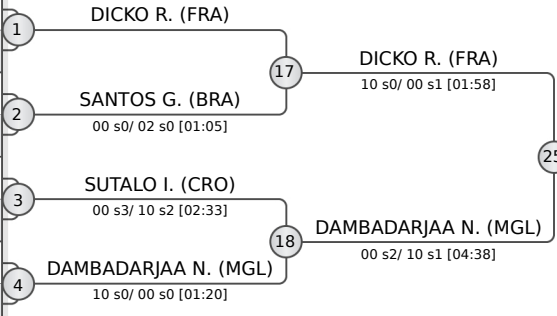 DICKO R. (FRA)
1
17
DICKO R. (FRA)
10 s0/ 00 s1 [01:58]
SANTOS G. (BRA)
2
00 s0/ 02 s0 [01:05]
25
SUTALO I. (CRO)
3
00 s3/ 10 s2 [02:33]
18
DAMBADARJAA N. (MGL)
00 s2/ 10 s1 [04:38]
DAMBADARJAA N. (MGL)
4
10 s0/ 00 s0 [01:20]